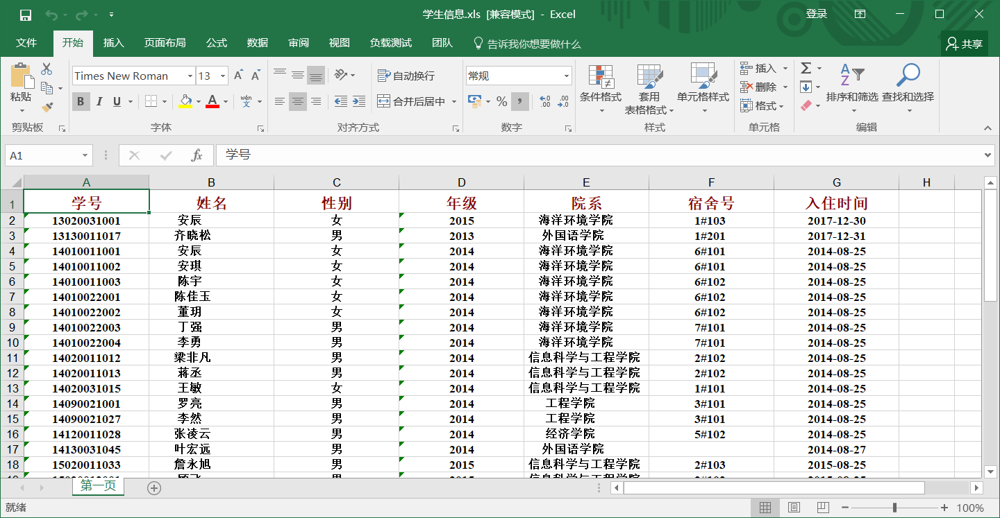 学生信息.xls [兼容模式] - Excel
登录
文件 开始 插入 页面布局 公式 数据 审阅 视图 负载测试 团队 告诉我你想要做什么 共享
Times New Roman 13 自动换行 常规 插入
粘贴 B I U A wén 文 合并后居中 % 条件格式 套用 表格格式 单元格样式 删除 排序和筛选 查找和选择
格式
剪贴板 字体 对齐方式 数字 样式 单元格 编辑
A1 fx 学号
A B C D E F G H
1 学号 姓名 性别 年级 院系 宿舍号 入住时间
2 13020031001 安辰 女 2015 海洋环境学院 1#103 2017-12-30
3 13130011017 齐晓松 男 2013 外国语学院 1#201 2017-12-31
4 14010011001 安辰 女 2014 海洋环境学院 6#101 2014-08-25
5 14010011002 安琪 女 2014 海洋环境学院 6#101 2014-08-25
6 14010011003 陈宇 女 2014 海洋环境学院 6#102 2014-08-25
7 14010022001 陈佳玉 女 2014 海洋环境学院 6#102 2014-08-25
8 14010022002 董玥 女 2014 海洋环境学院 6#102 2014-08-25
9 14010022003 丁强 男 2014 海洋环境学院 7#101 2014-08-25
10 14010022004 李勇 男 2014 海洋环境学院 7#101 2014-08-25
11 14020011012 梁非凡 男 2014 信息科学与工程学院 2#102 2014-08-25
12 14020011013 蒋丞 男 2014 信息科学与工程学院 2#102 2014-08-25
13 14020031015 王敏 女 2014 信息科学与工程学院 1#101 2014-08-25
14 14090021001 罗亮 男 2014 工程学院 3#101 2014-08-25
15 14090021027 李然 男 2014 工程学院 3#101 2014-08-25
16 14120011028 张凌云 男 2014 经济学院 5#102 2014-08-25
17 14130031045 叶宏远 男 2014 外国语学院 2014-08-27
18 15020011033 詹永旭 男 2015 信息科学与工程学院 2#103 2015-08-25
第一页
就绪 100%